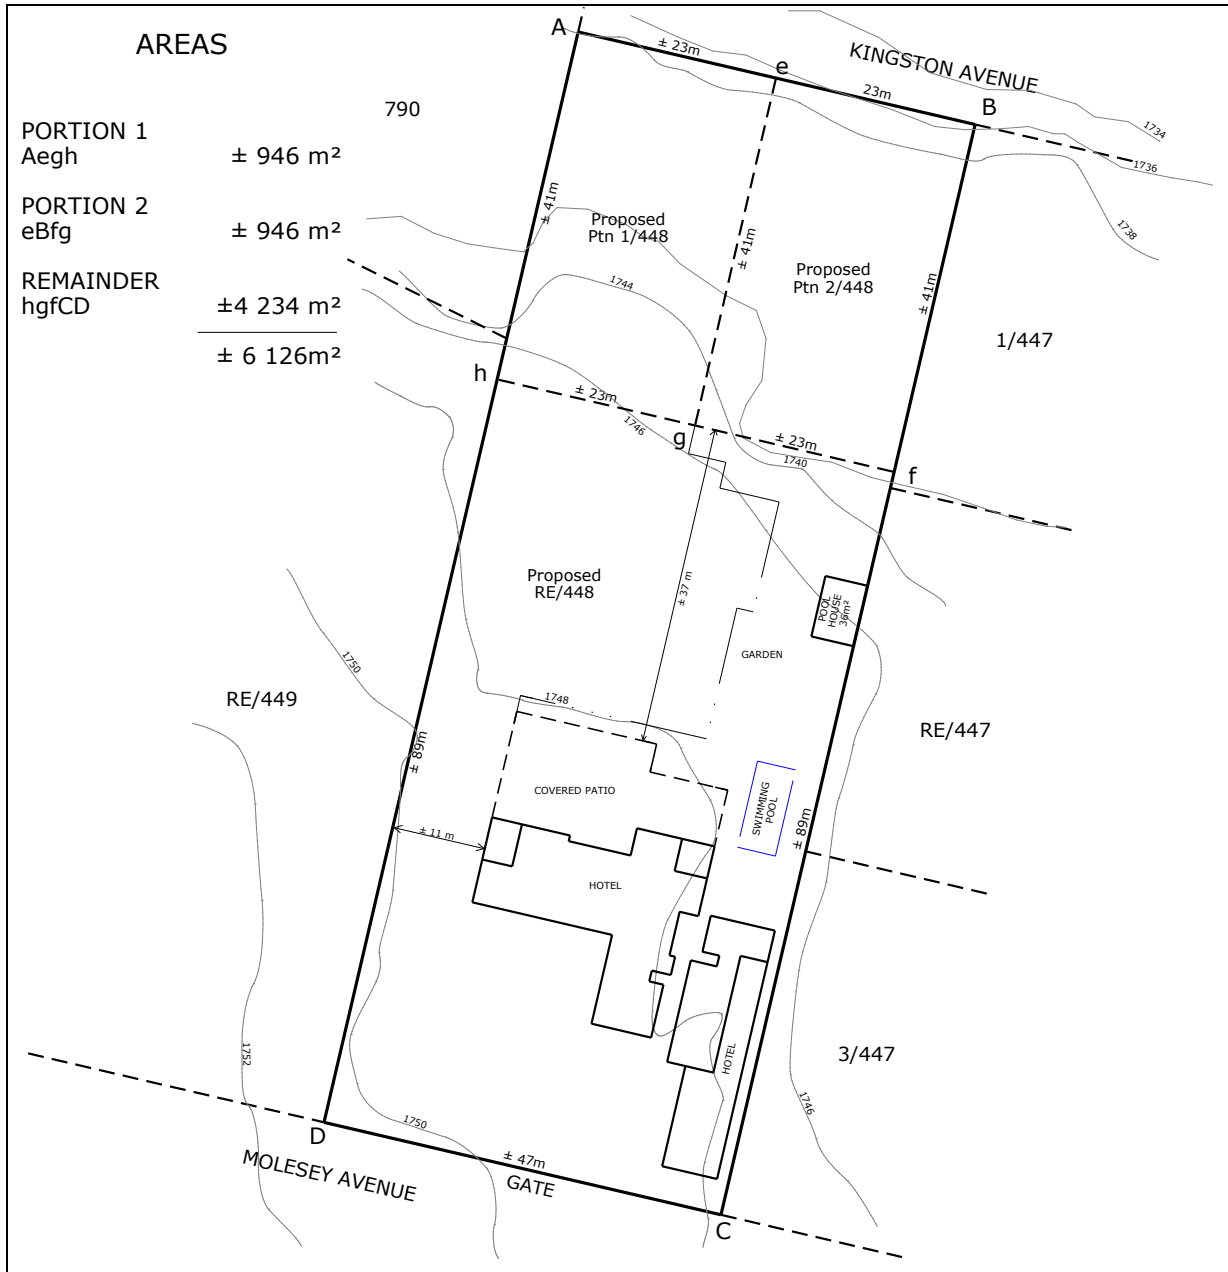 AREAS
PORTION 1
Aegh ± 946 m²
PORTION 2
eBfg ± 946 m²
REMAINDER
hgfCD ±4 234 m²
± 6 126m²
A
± 23m
e
23m
KINGSTON AVENUE
B
1734
1736
1738
790
± 41m
Proposed
Ptn 1/448
± 41m
Proposed
Ptn 2/448
± 41m
1744
1/447
h
± 23m
1746
g
± 23m
1740
f
Proposed
RE/448
± 37 m
POOL
HOUSE
36m²
GARDEN
1750
RE/449
1748
RE/447
± 89m
COVERED PATIO
SWIMMING
POOL
± 89m
± 11 m
HOTEL
HOTEL
3/447
1752
1746
D
1750
MOLESEY AVENUE
± 47m
GATE
C